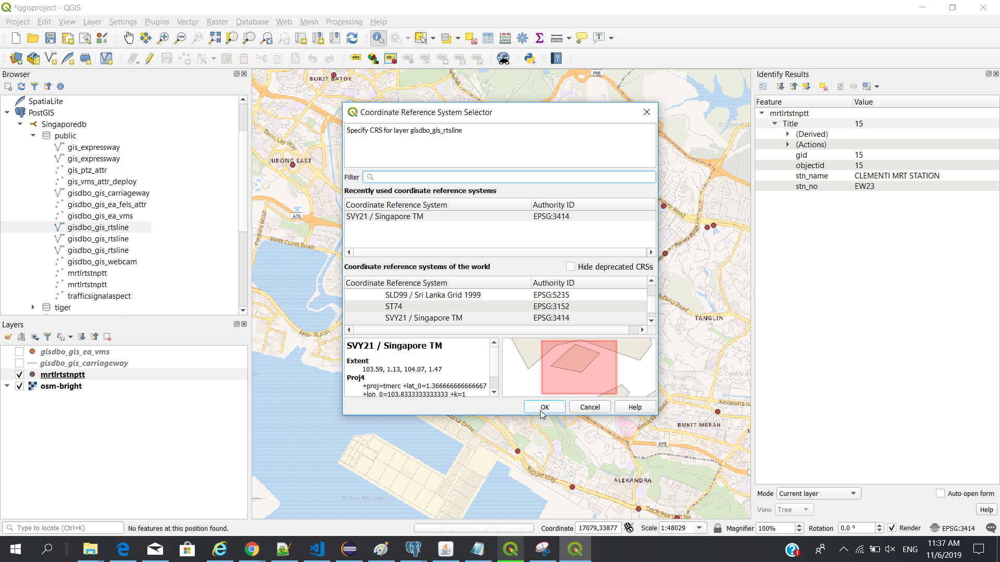 *qgisproject - QGIS
Project Edit View Layer Settings Plugins Vector Raster Database Web Mesh Processing Help
Browser
SpatiaLite
PostGIS
Singaporedb
public
gis_expressway
gis_expressway
gis_ptz_attr
gis_vms_attr_deploy
gisdbo_gis_carriageway
gisdbo_gis_ea_fels_attr
gisdbo_gis_ea_vms
gisdbo_gis_rtsline
gisdbo_gis_rtsline
gisdbo_gis_rtsline
gisdbo_gis_webcam
mrtlrtstnptt
mrtlrtstnptt
trafficsignalaspect
tiger
Layers
gisdbo_gis_ea_vms
gisdbo_gis_carriageway
mrtlrtstnptt
osm-bright
BUKIT BATOK
PIE
JURONG EAST
AYE
West Coast Road
TANGLIN
BUKIT MERAH
AYE
Keppel Way
ALEXANDRA
© OpenMapTiles
Coordinate Reference System Selector
Specify CRS for layer gisdbo_gis_rtsline
Filter
Recently used coordinate reference systems
Coordinate Reference System Authority ID
SVY21 / Singapore TM EPSG:3414
Coordinate reference systems of the world Hide deprecated CRSs
Coordinate Reference System Authority ID
SLD99 / Sri Lanka Grid 1999 EPSG:5235
ST74 EPSG:3152
SVY21 / Singapore TM EPSG:3414
SVY21 / Singapore TM
Extent
103.59, 1.13, 104.07, 1.47
Proj4
+proj=tmerc +lat_0=1.366666666666667
+lon_0=103.8333333333333 +k=1
OK Cancel Help
Identify Results
Feature Value
mrtlrtstnptt
Title 15
(Derived)
(Actions)
gid 15
objectid 15
stn_name CLEMENTI MRT STATION
stn_no EW23
Mode Current layer Auto open form
View Tree Help
Type to locate (Ctrl+K) No features at this position found. Coordinate 17079,33877 Scale 1:48029 Magnifier 100% Rotation 0.0 ° Render EPSG:3414
ENG
11:37 AM
11/6/2019